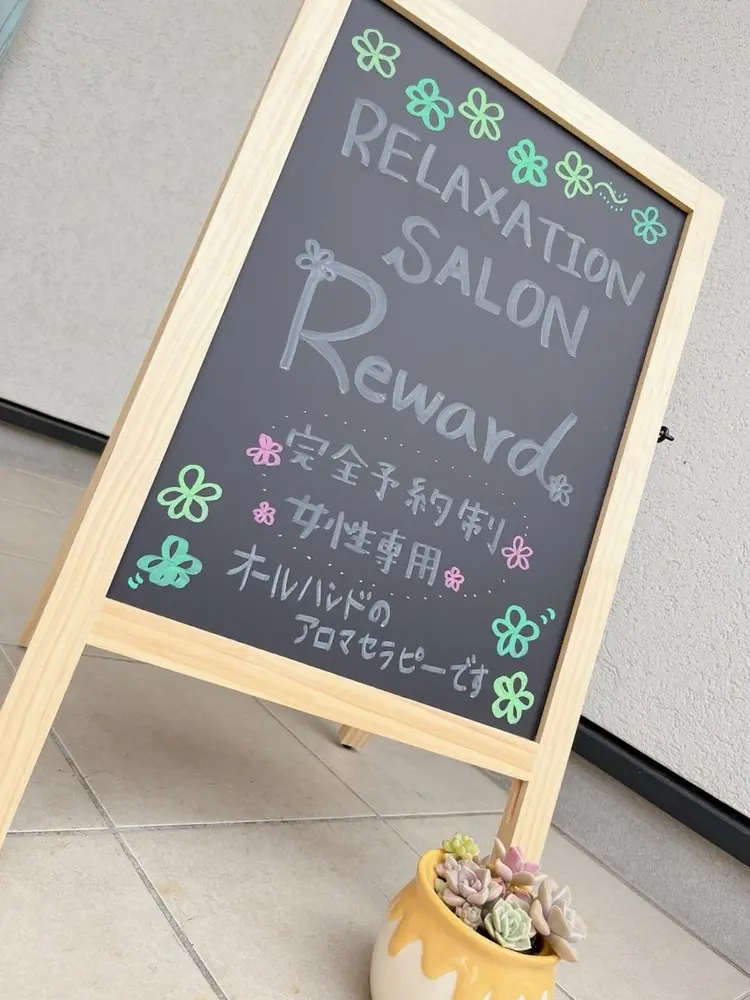 RELAXATION
SALON
Reward
完全予約制
女性専用
オールハンドの
アロマセラピーです